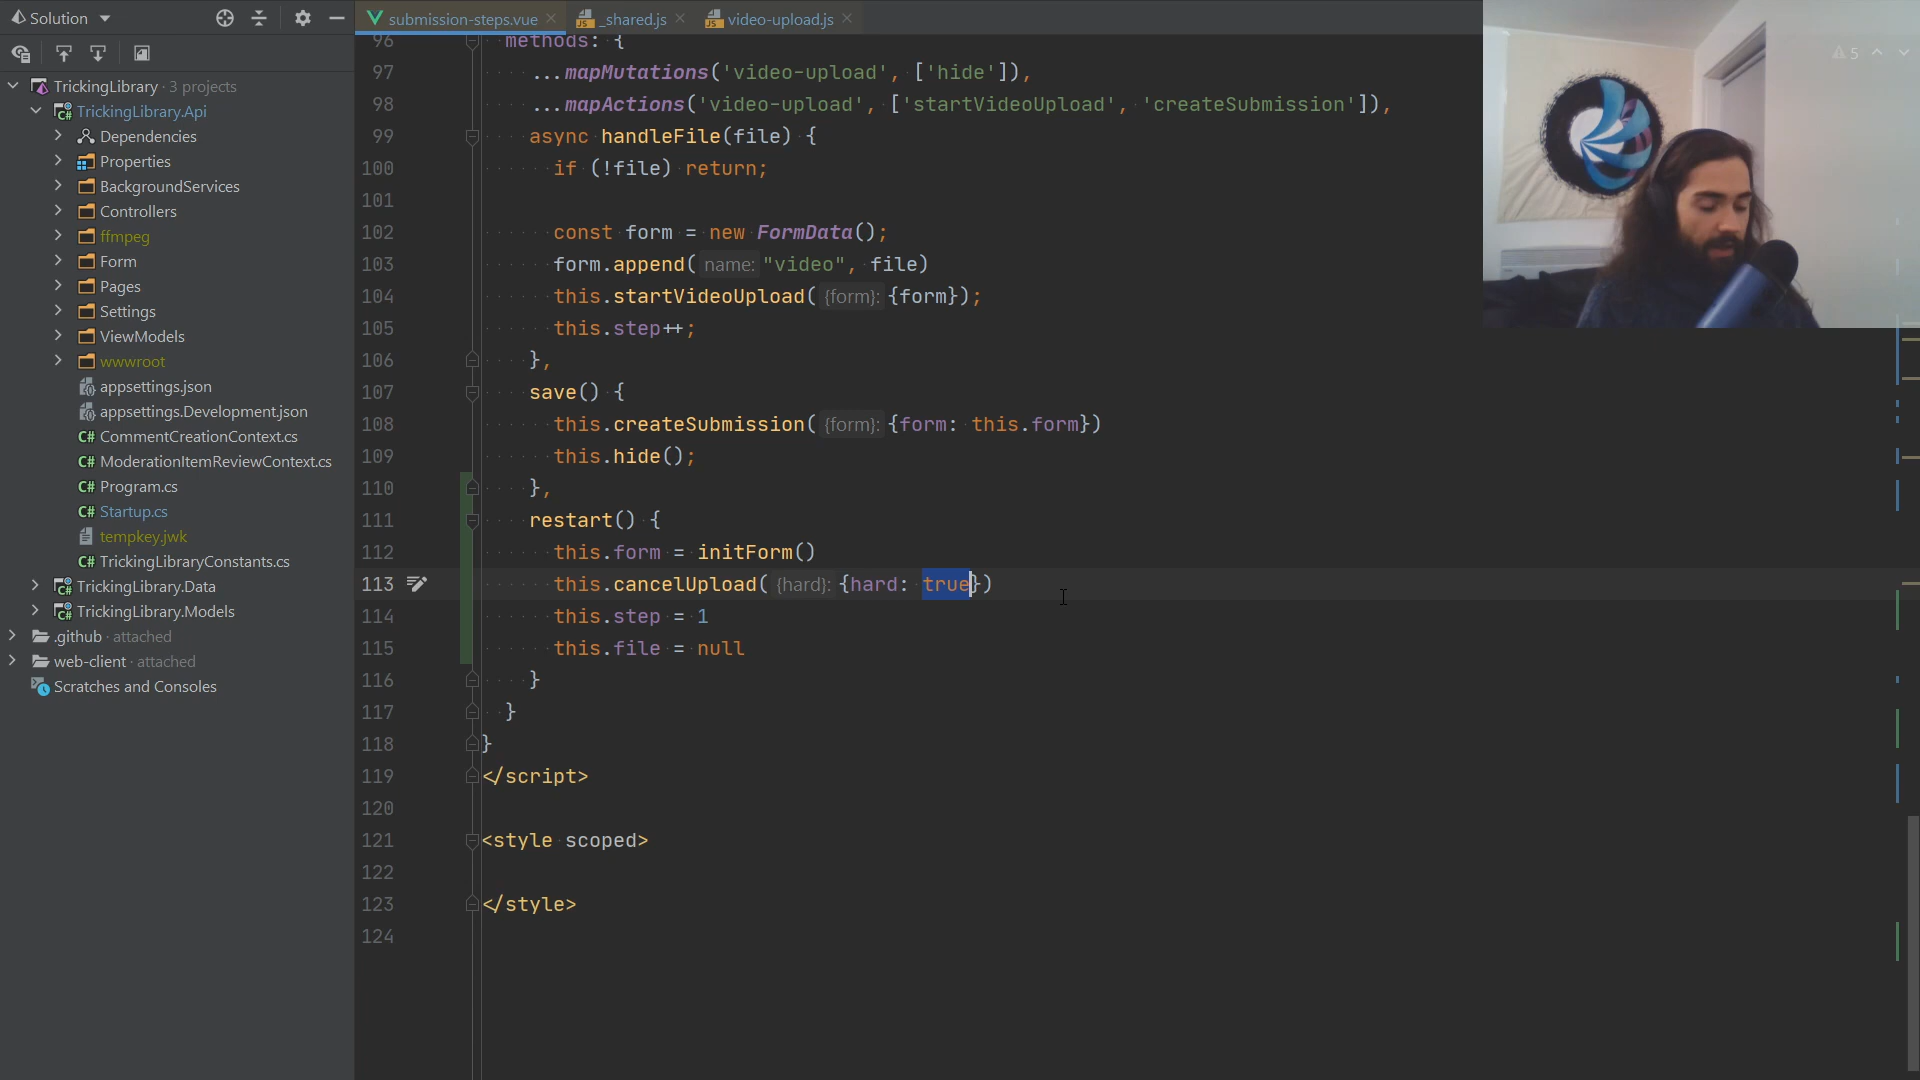 Solution
submission-steps.vue
_shared.js
video-upload.js
5
TrickingLibrary · 3 projects
TrickingLibrary.Api
Dependencies
Properties
BackgroundServices
Controllers
ffmpeg
Form
Pages
Settings
ViewModels
wwwroot
appsettings.json
appsettings.Development.json
C# CommentCreationContext.cs
C# ModerationItemReviewContext.cs
C# Program.cs
C# Startup.cs
tempkey.jwk
C# TrickingLibraryConstants.cs
TrickingLibrary.Data
TrickingLibrary.Models
.github · attached
web-client · attached
Scratches and Consoles
96 methods: {
97 ...mapMutations('video-upload', ['hide']),
98 ...mapActions('video-upload', ['startVideoUpload', 'createSubmission']),
99 async handleFile(file) {
100 if (!file) return;
101
102 const form = new FormData();
103 form.append( name: "video", file)
104 this.startVideoUpload( {form}: {form});
105 this.step++;
106 },
107 save() {
108 this.createSubmission( {form}: {form: this.form})
109 this.hide();
110 },
111 restart() {
112 this.form = initForm()
113 this.cancelUpload( {hard}: {hard: true})
114 this.step = 1
115 this.file = null
116 }
117 }
118 }
119 </script>
120
121 <style scoped>
122
123 </style>
124